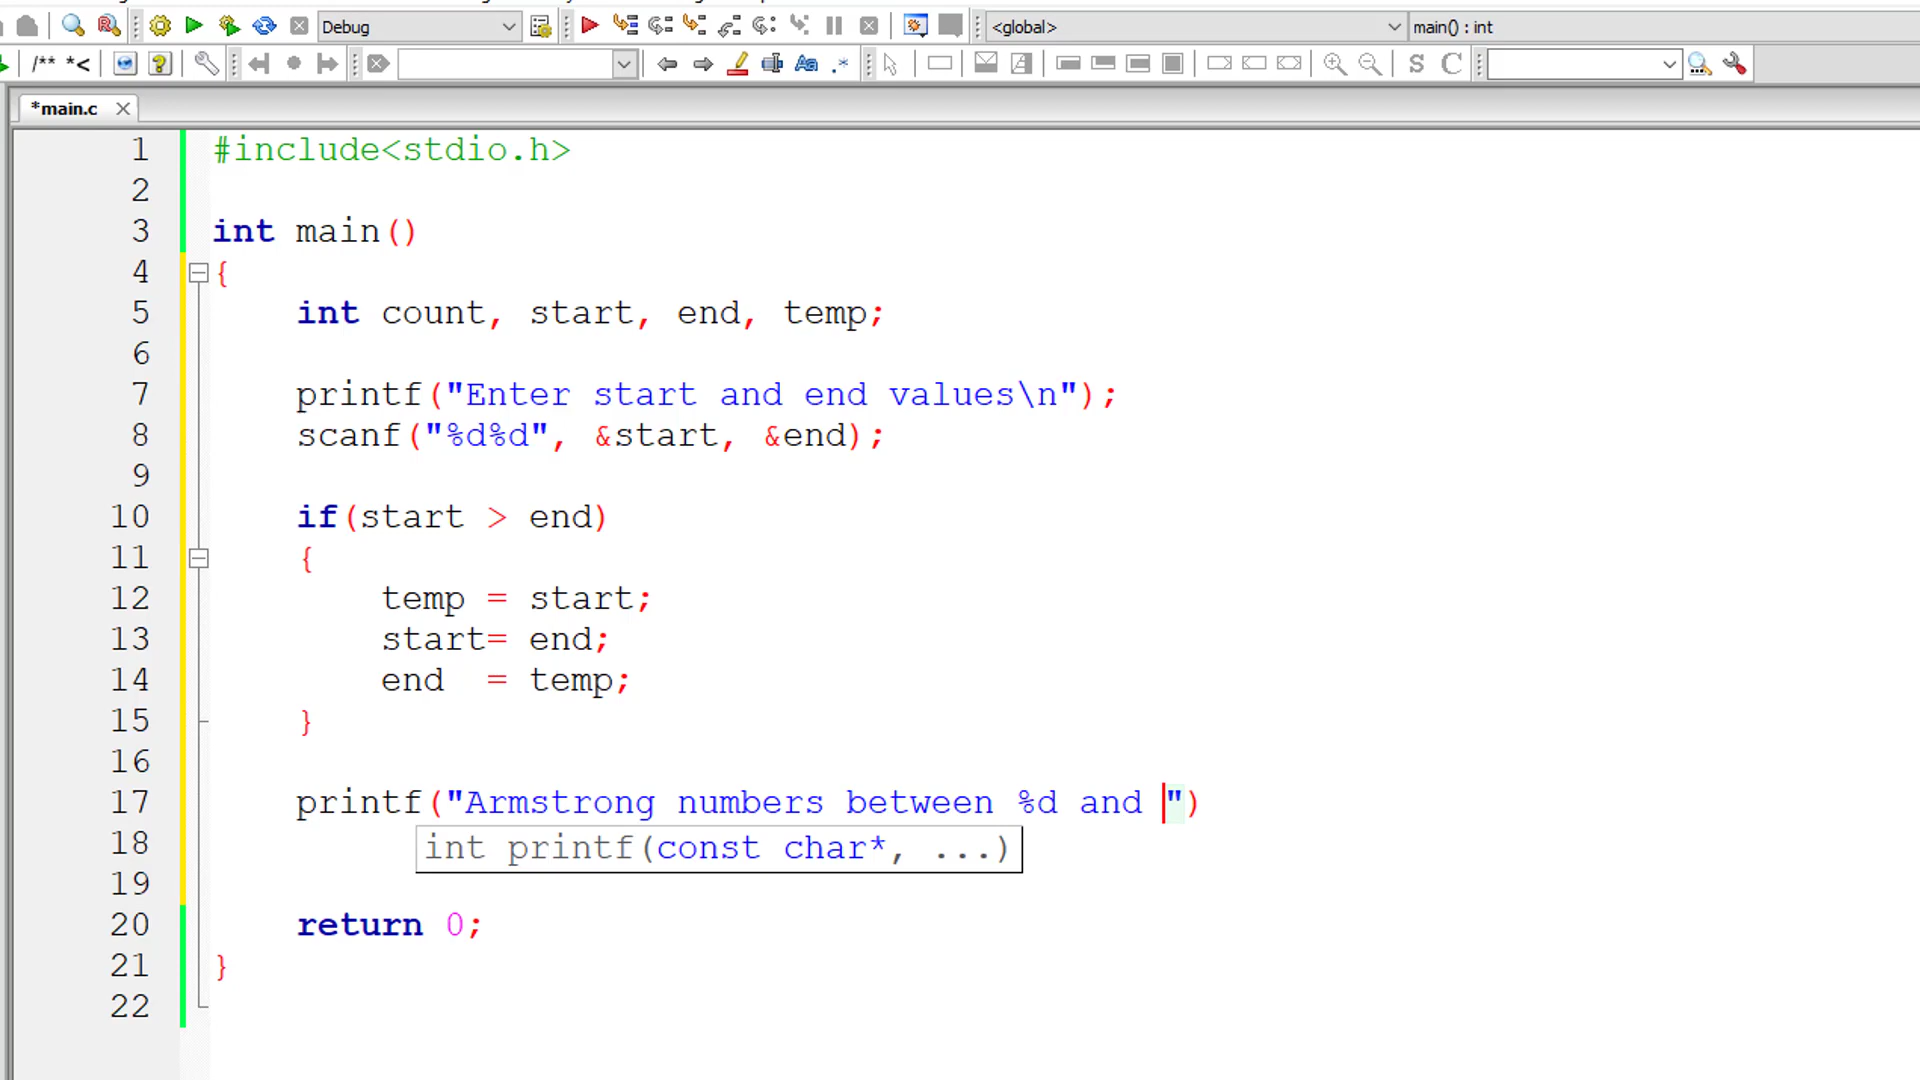 Debug
<global>
main() : int
/** *<
Aa
.*
S
C
*main.c
1 #include<stdio.h>
2
3 int main()
4 {
5 int count, start, end, temp;
6
7 printf("Enter start and end values\n");
8 scanf("%d%d", &start, &end);
9
10 if(start > end)
11 {
12 temp = start;
13 start= end;
14 end  = temp;
15 }
16
17 printf("Armstrong numbers between %d and ")
int printf(const char*, ...)
18
19
20 return 0;
21 }
22